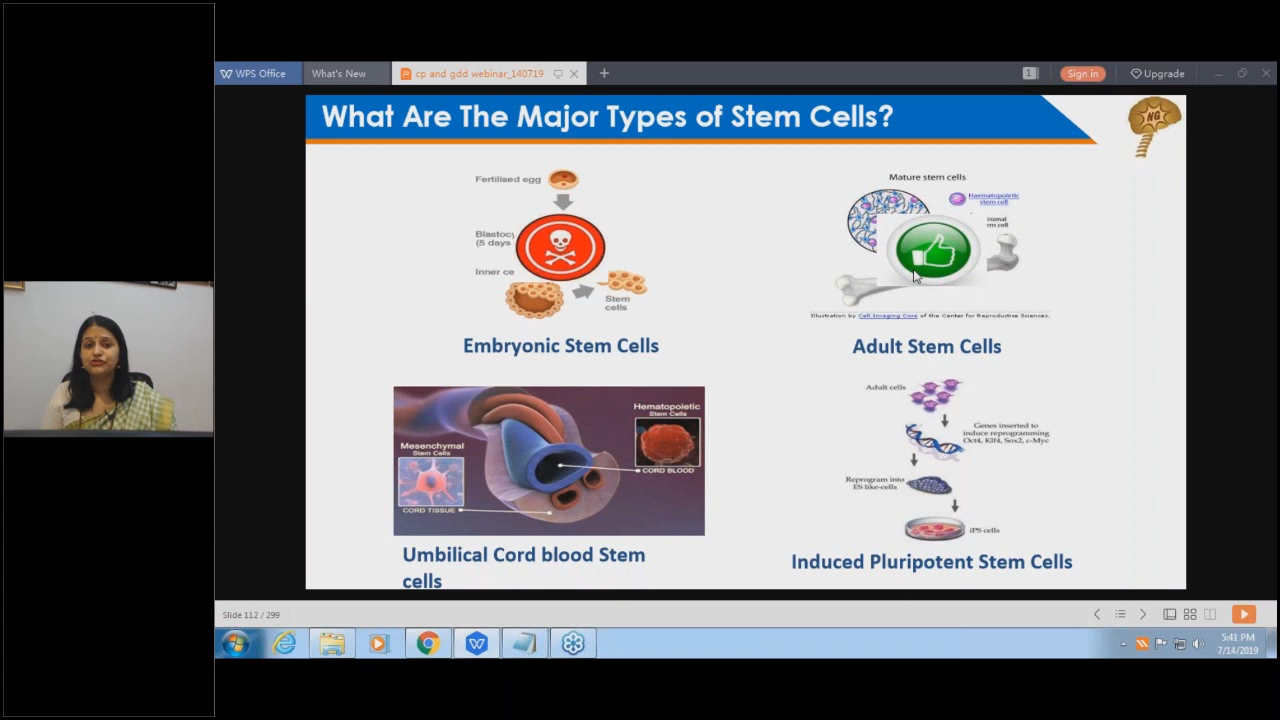 WPS Office
What's New
cp and gdd webinar_140719
1
Sign in
Upgrade
What Are The Major Types of Stem Cells?
NG
Fertilised egg
Blastocy
(5 days
Inner ce
Stem
cells
Embryonic Stem Cells
Mature stem cells
Haematopoietic
stem cell
romal
em cell
Illustration by Cell Imaging Core of the Center for Reproductive Sciences.
Adult Stem Cells
Hematopoietic
Stem Cells
Mesenchymal
Stem Cells
CORD BLOOD
CORD TISSUE
Umbilical Cord blood Stem
cells
Adult cells
Genes inserted to
induce reprogramming
Oct4, Klf4, Sox2, c-Myc
Reprogram into
ES like-cells
iPS cells
Induced Pluripotent Stem Cells
Slide 112 / 299
5:41 PM
7/14/2019